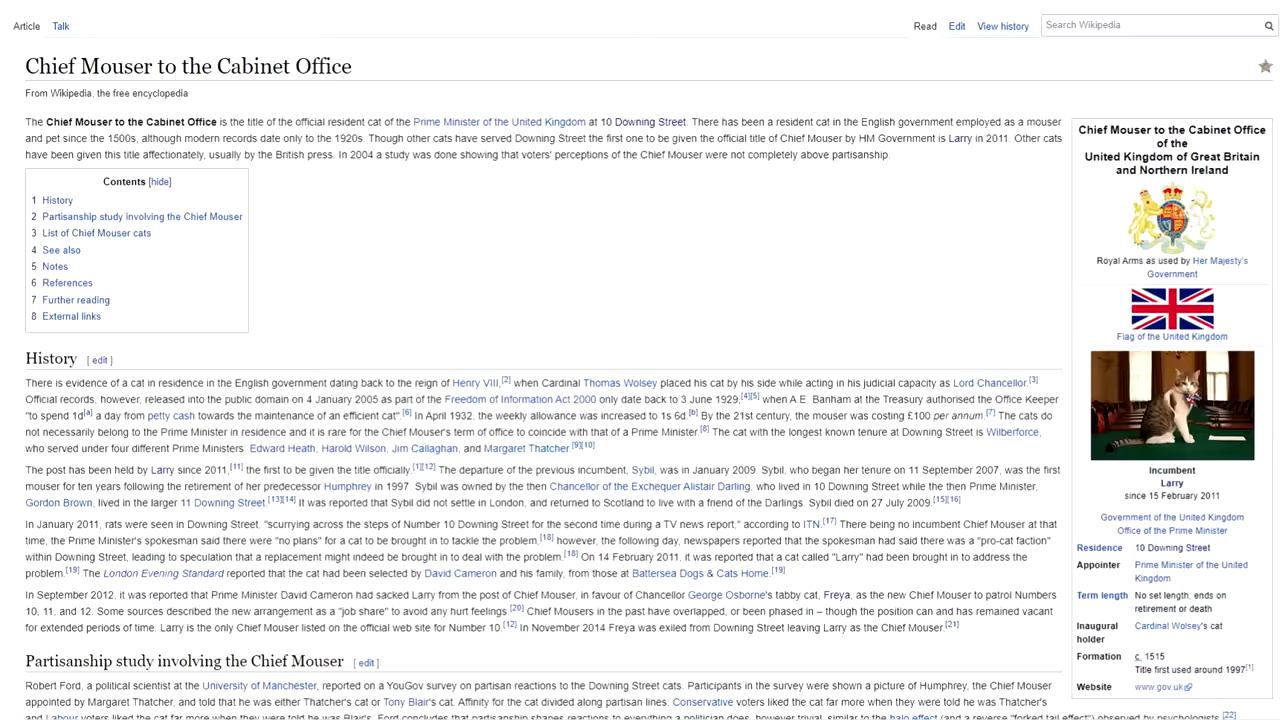 Article Talk Read Edit View history Search Wikipedia
Chief Mouser to the Cabinet Office
From Wikipedia, the free encyclopedia
The Chief Mouser to the Cabinet Office is the title of the official resident cat of the Prime Minister of the United Kingdom at 10 Downing Street. There has been a resident cat in the English government employed as a mouser
and pet since the 1500s, although modern records date only to the 1920s. Though other cats have served Downing Street the first one to be given the official title of Chief Mouser by HM Government is Larry in 2011. Other cats
have been given this title affectionately, usually by the British press. In 2004 a study was done showing that voters' perceptions of the Chief Mouser were not completely above partisanship.
Contents [hide]
1 History
2 Partisanship study involving the Chief Mouser
3 List of Chief Mouser cats
4 See also
5 Notes
6 References
7 Further reading
8 External links
History [ edit ]
There is evidence of a cat in residence in the English government dating back to the reign of Henry VIII,[2] when Cardinal Thomas Wolsey placed his cat by his side while acting in his judicial capacity as Lord Chancellor.[3]
Official records, however, released into the public domain on 4 January 2005 as part of the Freedom of Information Act 2000 only date back to 3 June 1929,[4][5] when A.E. Banham at the Treasury authorised the Office Keeper
"to spend 1d[a] a day from petty cash towards the maintenance of an efficient cat".[6] In April 1932, the weekly allowance was increased to 1s 6d.[b] By the 21st century, the mouser was costing £100 per annum.[7] The cats do
not necessarily belong to the Prime Minister in residence and it is rare for the Chief Mouser's term of office to coincide with that of a Prime Minister.[8] The cat with the longest known tenure at Downing Street is Wilberforce,
who served under four different Prime Ministers: Edward Heath, Harold Wilson, Jim Callaghan, and Margaret Thatcher.[9][10]
The post has been held by Larry since 2011,[11] the first to be given the title officially.[1][12] The departure of the previous incumbent, Sybil, was in January 2009. Sybil, who began her tenure on 11 September 2007, was the first
mouser for ten years following the retirement of her predecessor Humphrey in 1997. Sybil was owned by the then Chancellor of the Exchequer Alistair Darling, who lived in 10 Downing Street while the then Prime Minister,
Gordon Brown, lived in the larger 11 Downing Street.[13][14] It was reported that Sybil did not settle in London, and returned to Scotland to live with a friend of the Darlings. Sybil died on 27 July 2009.[15][16]
In January 2011, rats were seen in Downing Street, "scurrying across the steps of Number 10 Downing Street for the second time during a TV news report," according to ITN.[17] There being no incumbent Chief Mouser at that
time, the Prime Minister's spokesman said there were "no plans" for a cat to be brought in to tackle the problem,[18] however, the following day, newspapers reported that the spokesman had said there was a "pro-cat faction"
within Downing Street, leading to speculation that a replacement might indeed be brought in to deal with the problem.[18] On 14 February 2011, it was reported that a cat called "Larry" had been brought in to address the
problem.[19] The London Evening Standard reported that the cat had been selected by David Cameron and his family, from those at Battersea Dogs & Cats Home.[19]
In September 2012, it was reported that Prime Minister David Cameron had sacked Larry from the post of Chief Mouser, in favour of Chancellor George Osborne's tabby cat, Freya, as the new Chief Mouser to patrol Numbers
10, 11, and 12. Some sources described the new arrangement as a "job share" to avoid any hurt feelings.[20] Chief Mousers in the past have overlapped, or been phased in – though the position can and has remained vacant
for extended periods of time. Larry is the only Chief Mouser listed on the official web site for Number 10.[12] In November 2014 Freya was exiled from Downing Street leaving Larry as the Chief Mouser.[21]
Partisanship study involving the Chief Mouser [ edit ]
Robert Ford, a political scientist at the University of Manchester, reported on a YouGov survey on partisan reactions to the Downing Street cats. Participants in the survey were shown a picture of Humphrey, the Chief Mouser
appointed by Margaret Thatcher, and told that he was either Thatcher's cat or Tony Blair's cat. Affinity for the cat divided along partisan lines: Conservative voters liked the cat far more when they were told he was Thatcher's
and Labour voters liked the cat far more when they were told he was Blair's. Ford concludes that partisanship shapes reactions to everything a politician does, however trivial, similar to the halo effect (and a reverse "forked tail effect") observed by psychologists.[22]
Chief Mouser to the Cabinet Office
of the
United Kingdom of Great Britain
and Northern Ireland
Royal Arms as used by Her Majesty's
Government
Flag of the United Kingdom
Incumbent
Larry
since 15 February 2011
Government of the United Kingdom
Office of the Prime Minister
Residence 10 Downing Street
Appointer Prime Minister of the United
Kingdom
Term length No set length; ends on
retirement or death
Inaugural Cardinal Wolsey's cat
holder
Formation c. 1515
Title first used around 1997[1]
Website www.gov.uk